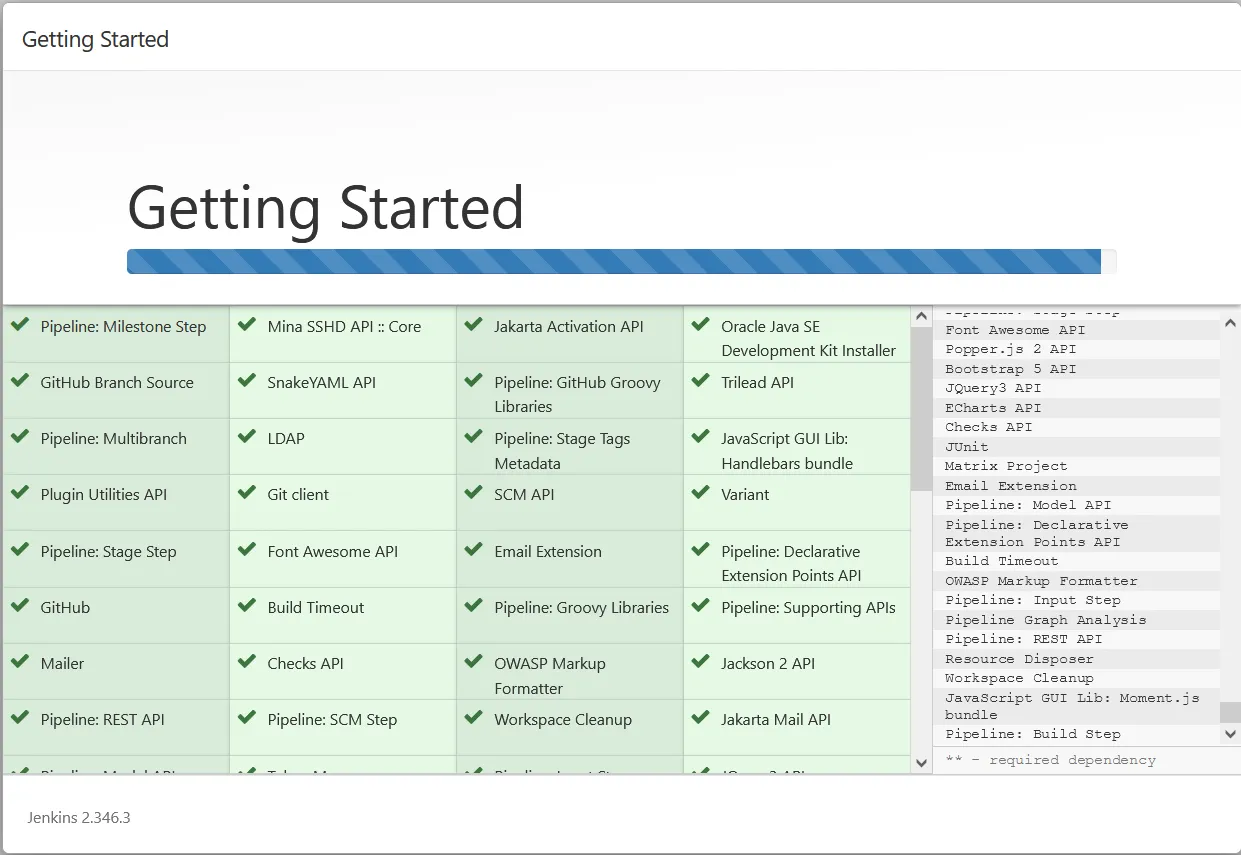 Getting Started
Getting Started
Pipeline: Milestone Step
Mina SSHD API :: Core
Jakarta Activation API
Oracle Java SE
Development Kit Installer
GitHub Branch Source
SnakeYAML API
Pipeline: GitHub Groovy
Libraries
Trilead API
Pipeline: Multibranch
LDAP
Pipeline: Stage Tags
Metadata
JavaScript GUI Lib:
Handlebars bundle
Plugin Utilities API
Git client
SCM API
Variant
Pipeline: Stage Step
Font Awesome API
Email Extension
Pipeline: Declarative
Extension Points API
GitHub
Build Timeout
Pipeline: Groovy Libraries
Pipeline: Supporting APIs
Mailer
Checks API
OWASP Markup
Formatter
Jackson 2 API
Pipeline: REST API
Pipeline: SCM Step
Workspace Cleanup
Jakarta Mail API
Font Awesome API
Popper.js 2 API
Bootstrap 5 API
JQuery3 API
ECharts API
Checks API
JUnit
Matrix Project
Email Extension
Pipeline: Model API
Pipeline: Declarative
Extension Points API
Build Timeout
OWASP Markup Formatter
Pipeline: Input Step
Pipeline Graph Analysis
Pipeline: REST API
Resource Disposer
Workspace Cleanup
JavaScript GUI Lib: Moment.js
bundle
Pipeline: Build Step
** - required dependency
Jenkins 2.346.3